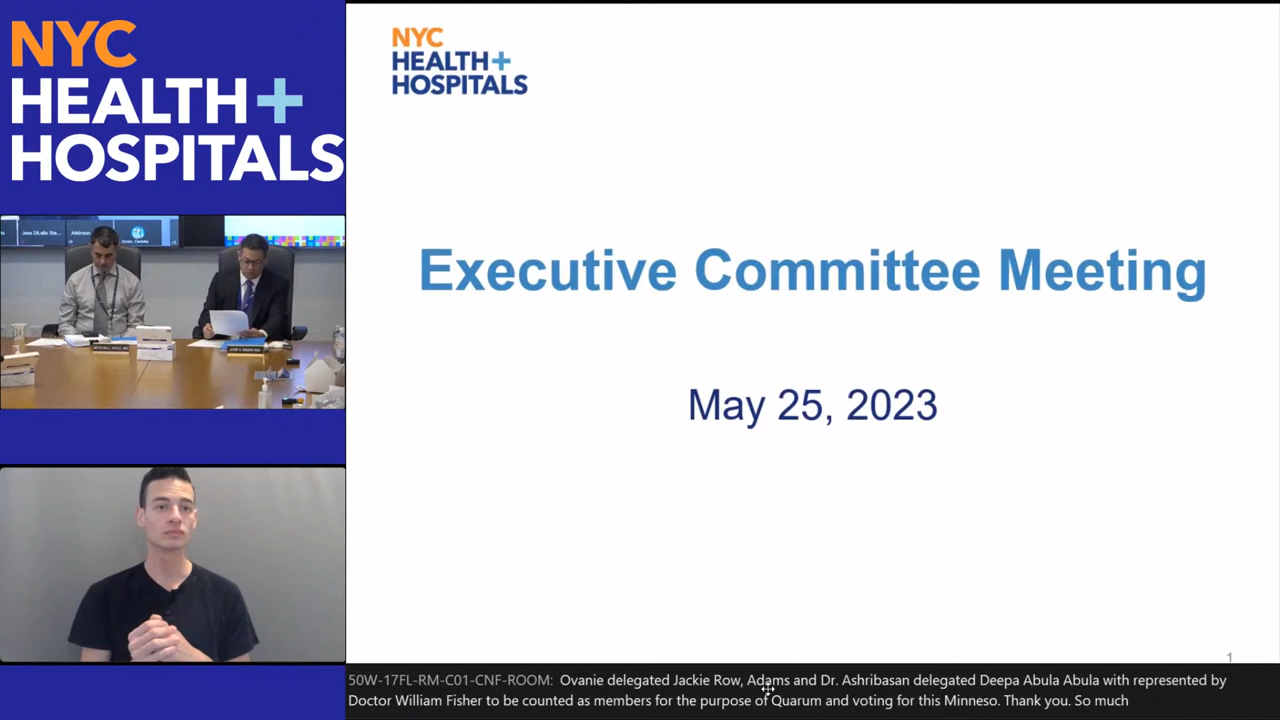 NYC
HEALTH+
HOSPITALS
NYC
HEALTH+
HOSPITALS
Executive Committee Meeting
May 25, 2023
1
50W-17FL-RM-C01-CNF-ROOM: Ovanie delegated Jackie Row, Adams and Dr. Ashribasan delegated Deepa Abula Abula with represented by
Doctor William Fisher to be counted as members for the purpose of Quarum and voting for this Minneso. Thank you. So much